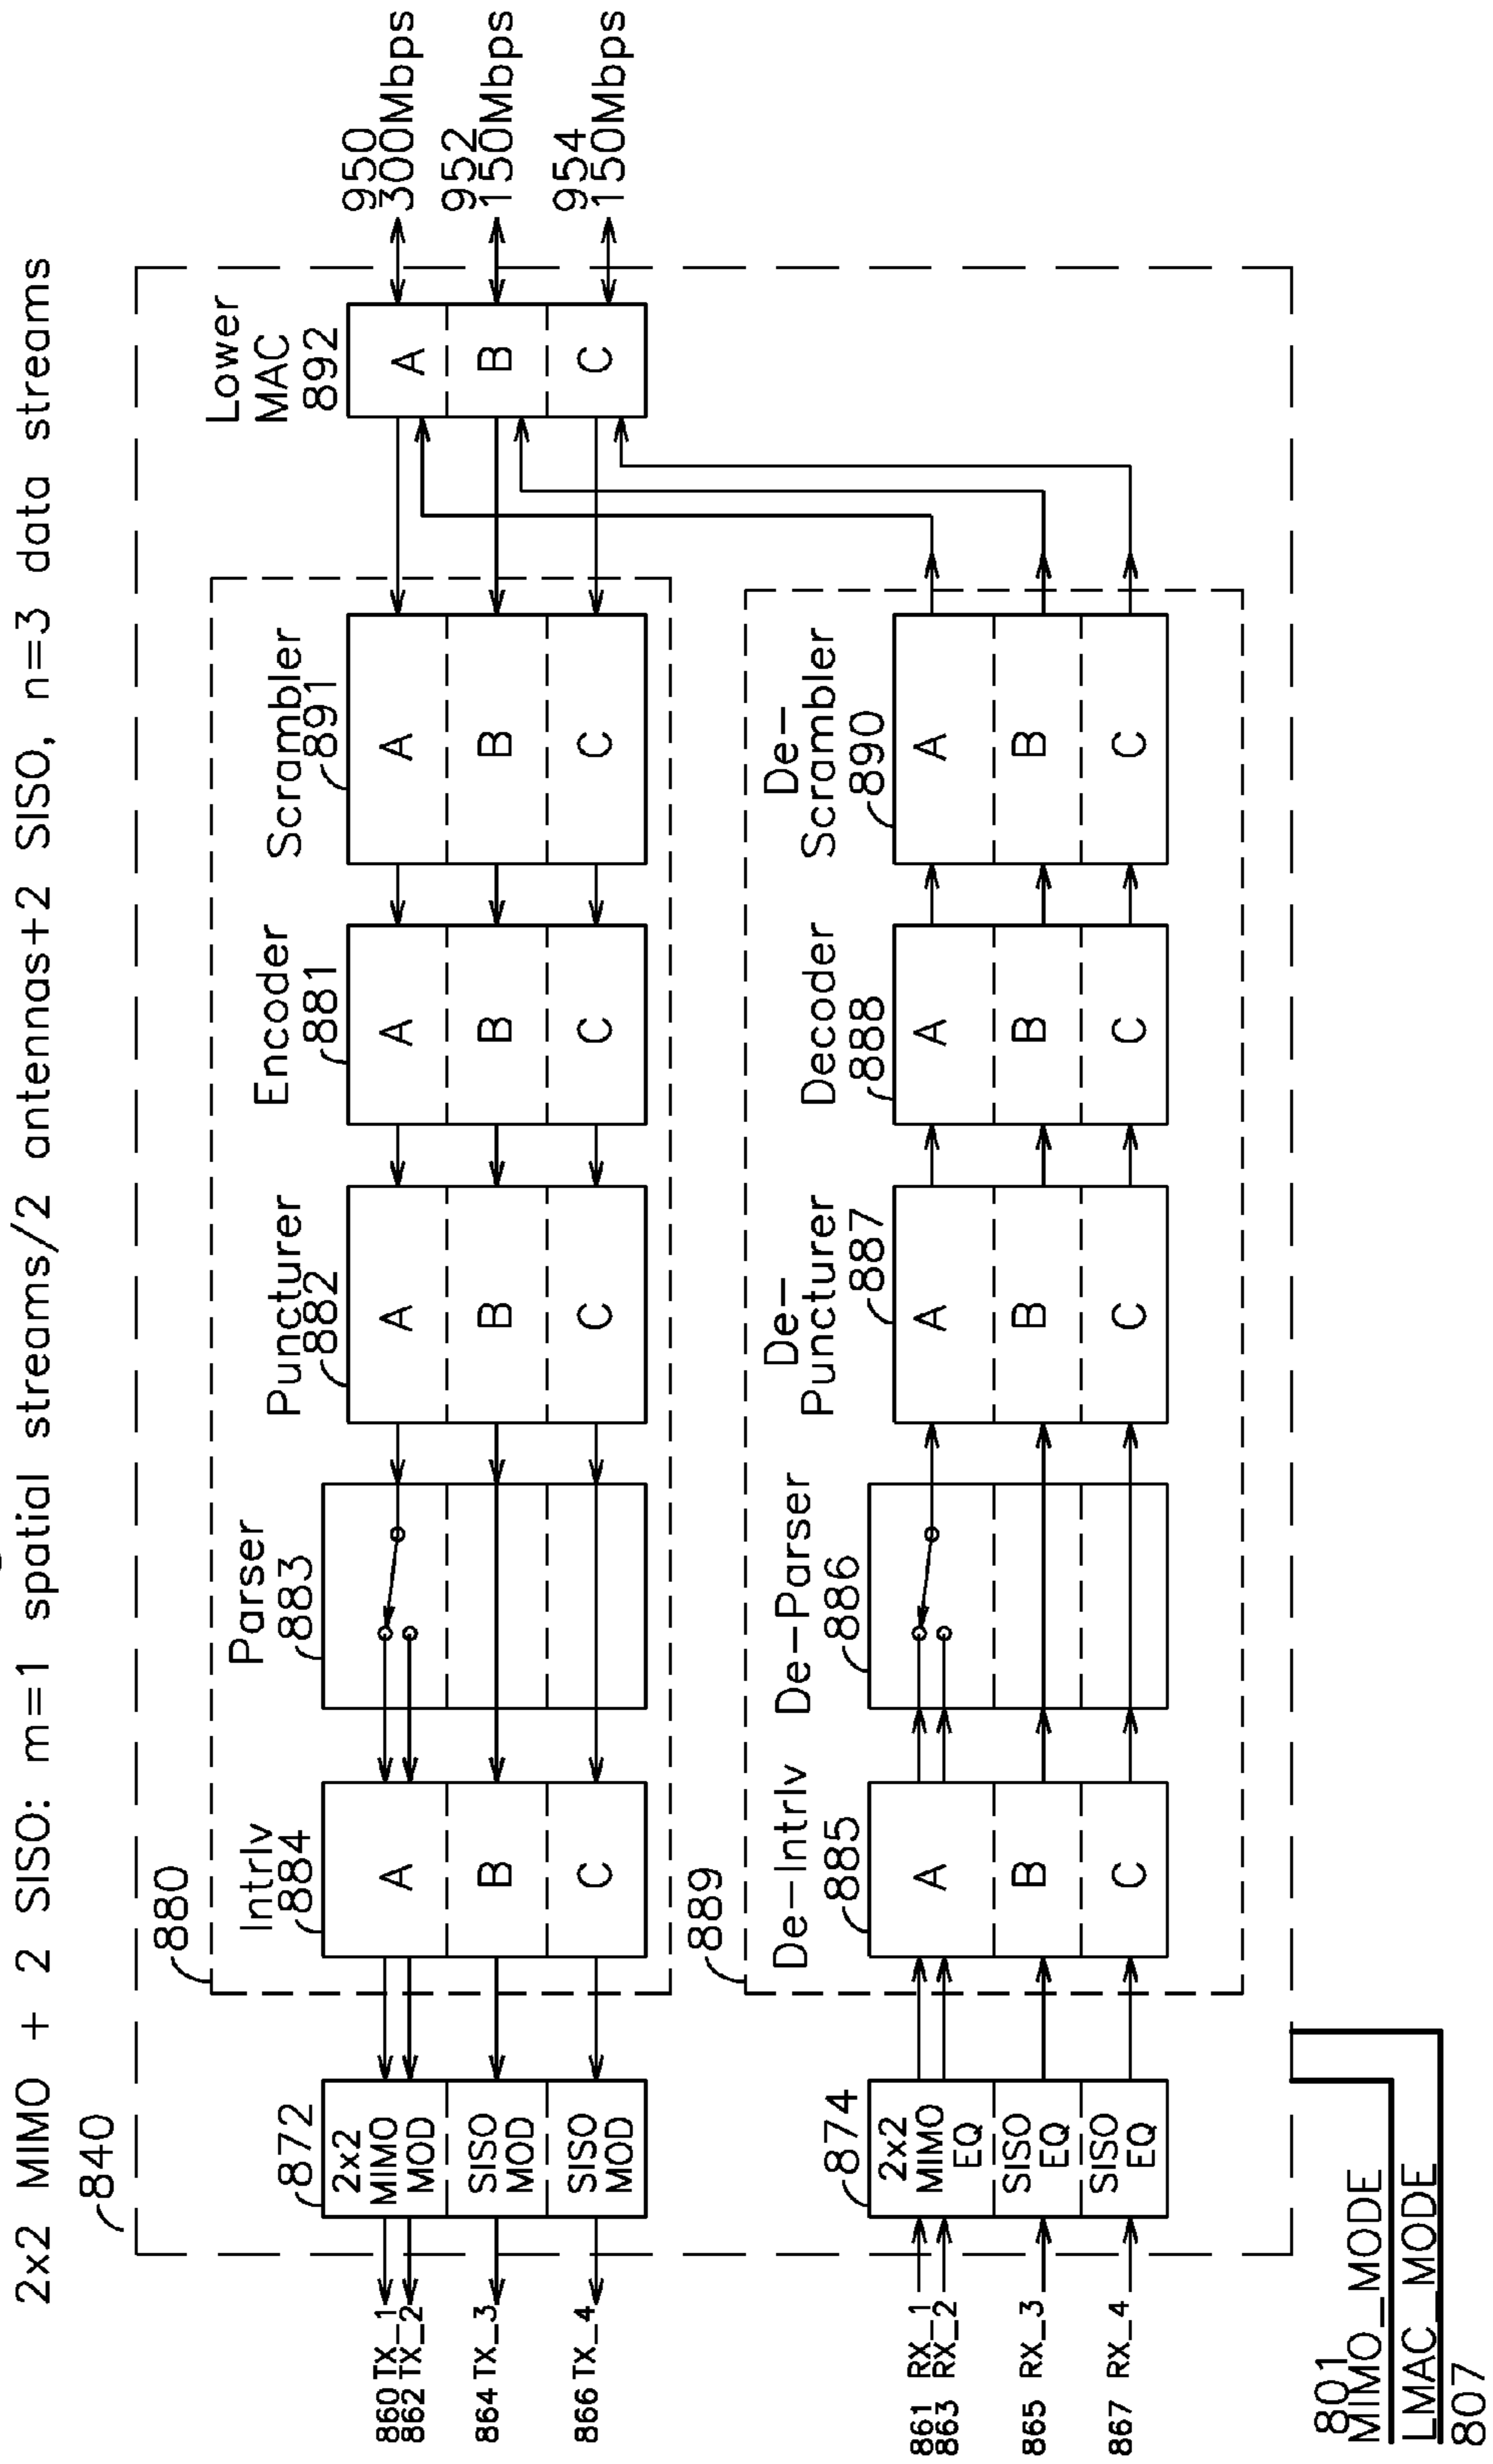 2x2 MIMO + 2 SISO: m=1 spatial streams/2 antennas+2 SISO, n=3 data streams
840
880
Intrlv
884
A
B
C
Parser
883
Puncturer
882
A
B
C
Encoder
881
A
B
C
Scrambler
891
A
B
C
Lower
MAC
892
A
B
C
950
300Mbps
952
150Mbps
954
150Mbps
872
2x2
MIMO
MOD
SISO
MOD
SISO
MOD
860 TX_1
862 TX_2
864 TX_3
866 TX_4
889
De-Intrlv
885
A
B
C
De-Parser
886
De-
Puncturer
887
A
B
C
Decoder
888
A
B
C
De-
Scrambler
890
A
B
C
874
2x2
MIMO
EQ
SISO
EQ
SISO
EQ
861 RX_1
863 RX_2
865 RX_3
867 RX_4
801
MIMO_MODE
LMAC_MODE
807